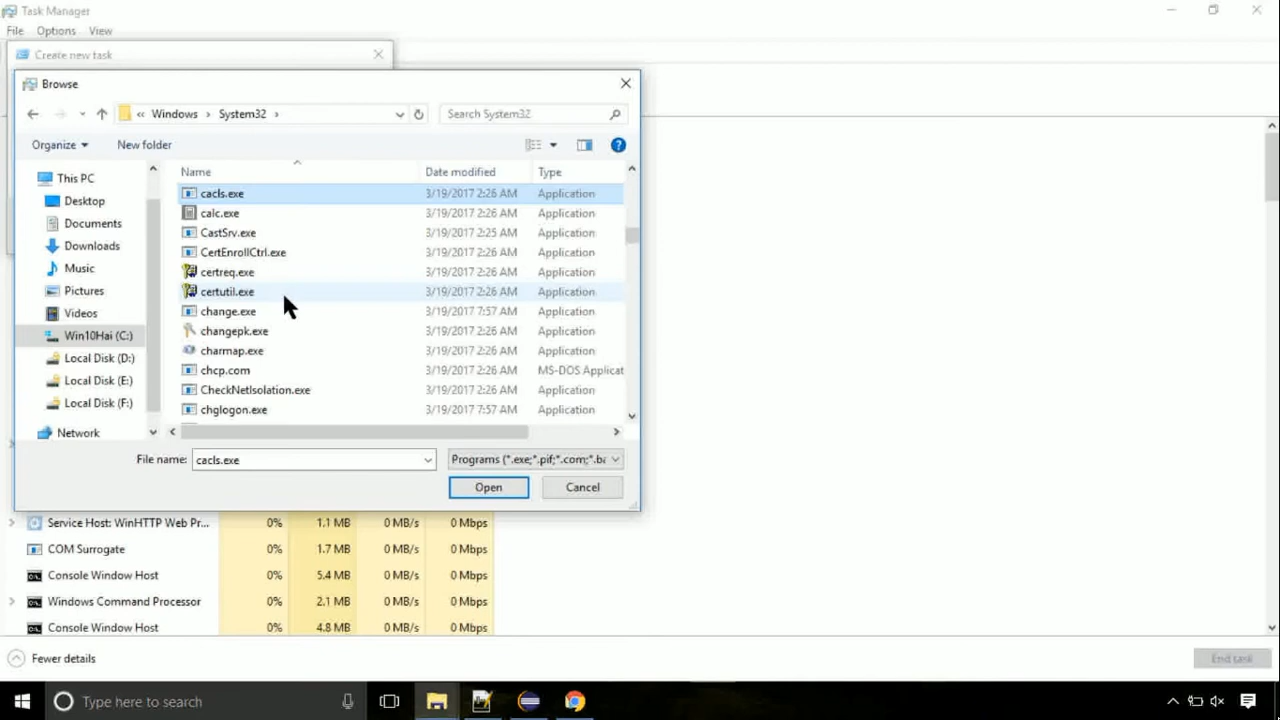 Task Manager
File Options View
Create new task
Browse
« Windows › System32 ›
Search System32
Organize New folder
Name Date modified Type
This PC
Desktop
Documents
Downloads
Music
Pictures
Videos
Win10Hai (C:)
Local Disk (D:)
Local Disk (E:)
Local Disk (F:)
Network
cacls.exe 3/19/2017 2:26 AM Application
calc.exe 3/19/2017 2:26 AM Application
CastSrv.exe 3/19/2017 2:25 AM Application
CertEnrollCtrl.exe 3/19/2017 2:26 AM Application
certreq.exe 3/19/2017 2:26 AM Application
certutil.exe 3/19/2017 2:26 AM Application
change.exe 3/19/2017 7:57 AM Application
changepk.exe 3/19/2017 2:26 AM Application
charmap.exe 3/19/2017 2:26 AM Application
chcp.com 3/19/2017 2:26 AM MS-DOS Applicat
CheckNetIsolation.exe 3/19/2017 2:26 AM Application
chglogon.exe 3/19/2017 7:57 AM Application
File name: cacls.exe Programs (*.exe;*.pif;*.com;*.ba
Open Cancel
Service Host: WinHTTP Web Pr... 0% 1.1 MB 0 MB/s 0 Mbps
COM Surrogate 0% 1.7 MB 0 MB/s 0 Mbps
Console Window Host 0% 5.4 MB 0 MB/s 0 Mbps
Windows Command Processor 0% 2.1 MB 0 MB/s 0 Mbps
Console Window Host 0% 4.8 MB 0 MB/s 0 Mbps
Fewer details
End task
Type here to search